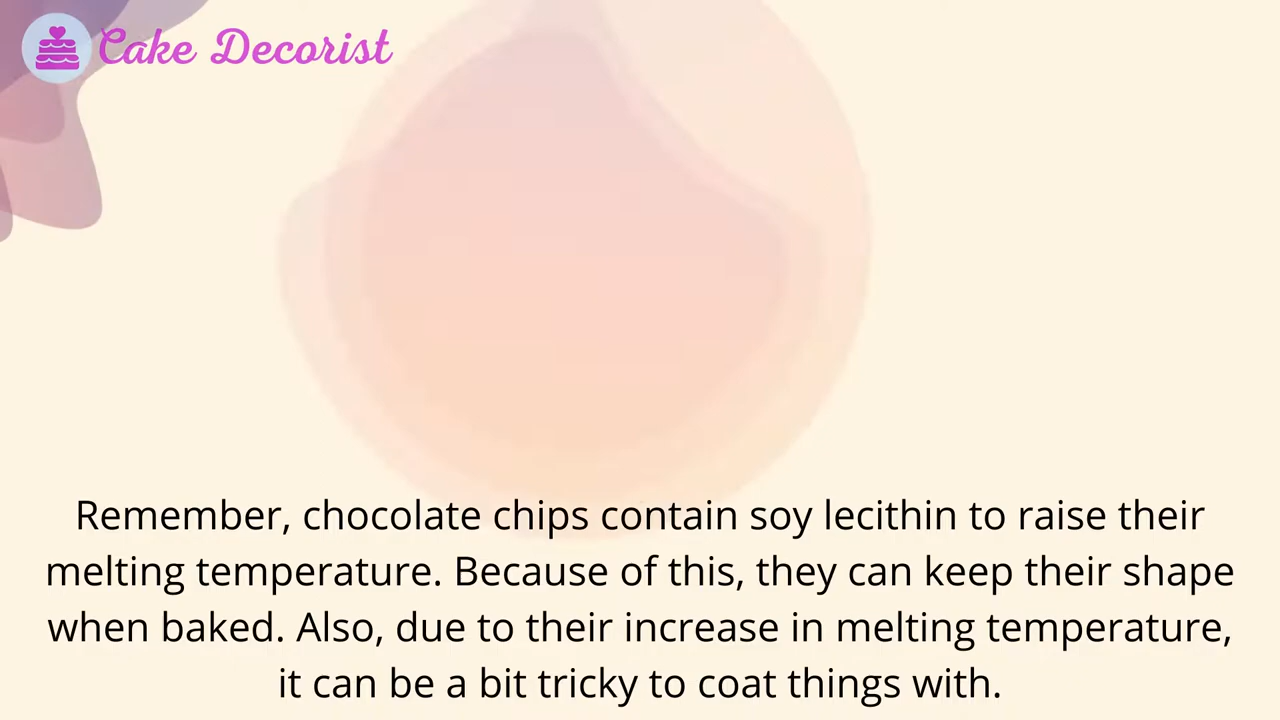 Cake Decorist
Remember, chocolate chips contain soy lecithin to raise their
melting temperature. Because of this, they can keep their shape
when baked. Also, due to their increase in melting temperature,
it can be a bit tricky to coat things with.